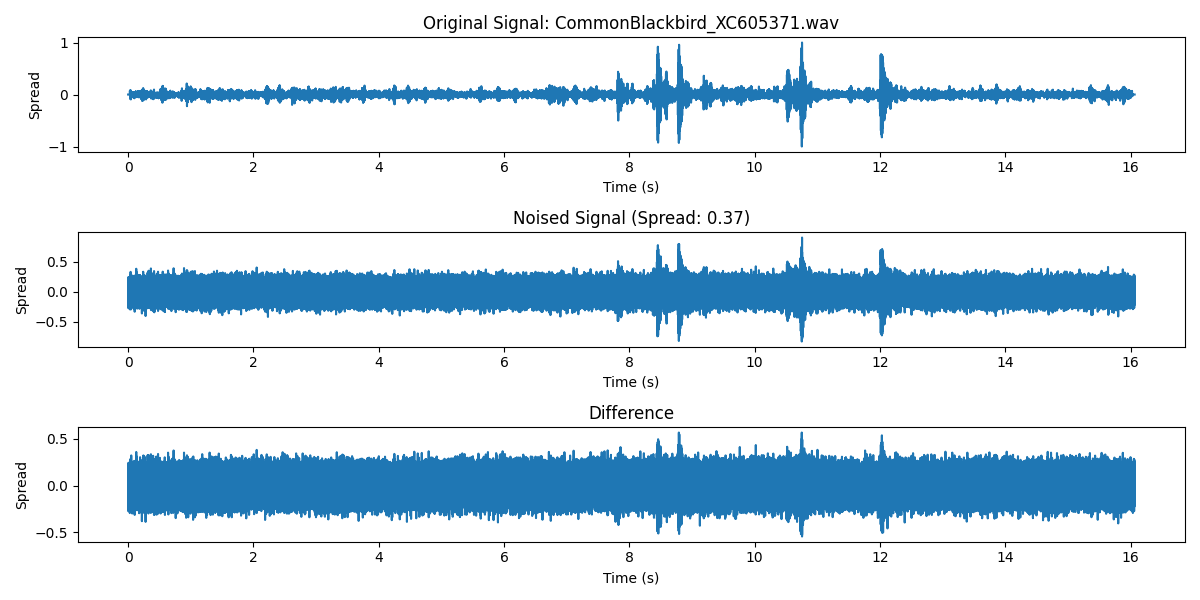 Original Signal: CommonBlackbird_XC605371.wav
Spread
1
0
−1
0 2 4 6 8 10 12 14 16
Time (s)
Noised Signal (Spread: 0.37)
Spread
0.5
0.0
−0.5
0 2 4 6 8 10 12 14 16
Time (s)
Difference
Spread
0.5
0.0
−0.5
0 2 4 6 8 10 12 14 16
Time (s)